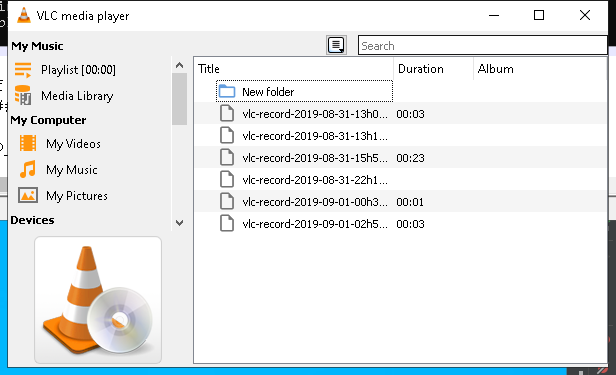 VLC media player
My Music
Search
Playlist [00:00]
Media Library
My Computer
My Videos
My Music
My Pictures
Devices
Title Duration Album
New folder
vlc-record-2019-08-31-13h0... 00:03
vlc-record-2019-08-31-13h1...
vlc-record-2019-08-31-15h5... 00:23
vlc-record-2019-08-31-22h1...
vlc-record-2019-09-01-00h3... 00:01
vlc-record-2019-09-01-02h5... 00:03